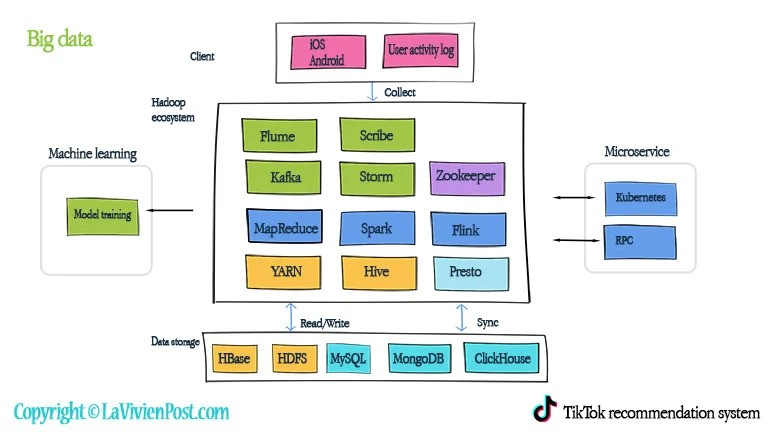 Big data
Client
iOS
Android
User activity log
Collect
Hadoop
ecosystem
Flume
Scribe
Kafka
Storm
Zookeeper
MapReduce
Spark
Flink
YARN
Hive
Presto
Machine learning
Model training
Microservice
Kubernetes
RPC
Read/Write
Sync
Data storage
HBase
HDFS
MySQL
MongoDB
ClickHouse
Copyright © LaVivienPost.com
TikTok recommendation system